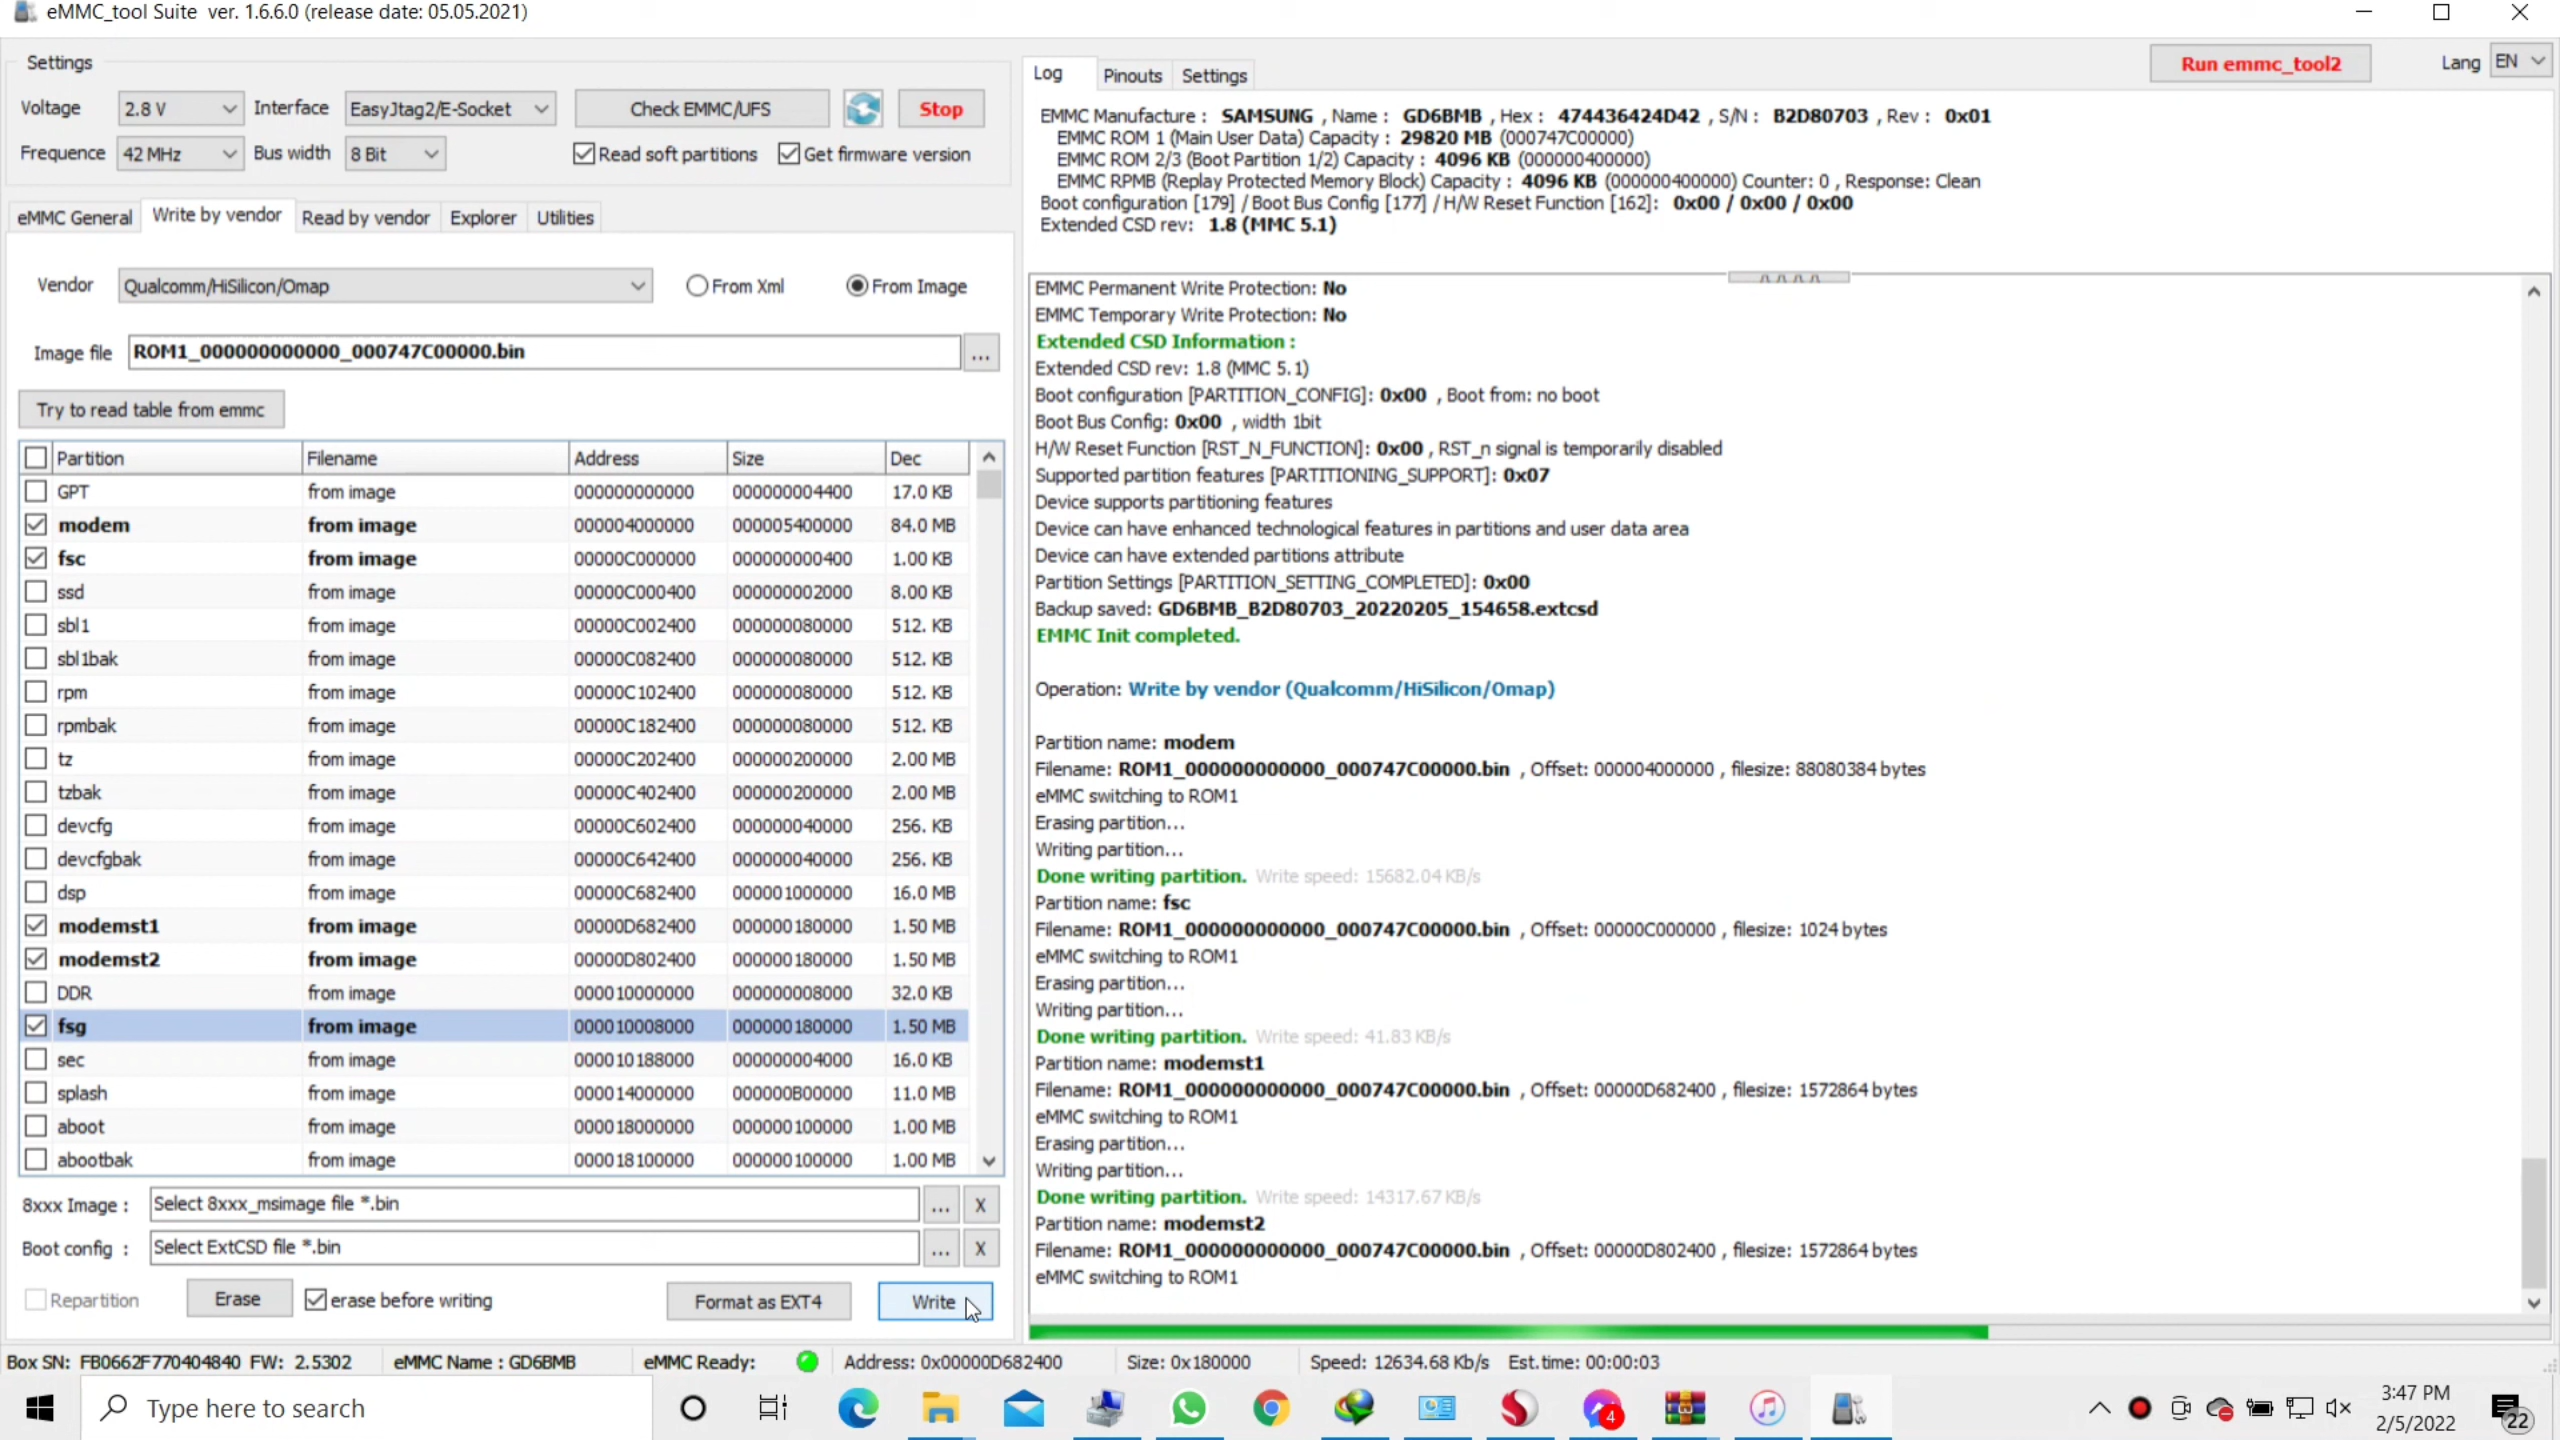 eMMC_tool Suite ver. 1.6.6.0 (release date: 05.05.2021)
Settings
Voltage 2.8 V Interface EasyJtag2/E-Socket Check EMMC/UFS Stop
Frequence 42 MHz Bus width 8 Bit Read soft partitions Get firmware version
eMMC General Write by vendor Read by vendor Explorer Utilities
Vendor Qualcomm/HiSilicon/Omap From Xml From Image
Image file ROM1_000000000000_000747C00000.bin ...
Try to read table from emmc
Partition Filename Address Size Dec
GPT from image 000000000000 000000004400 17.0 KB
modem from image 000004000000 000005400000 84.0 MB
fsc from image 00000C000000 000000000400 1.00 KB
ssd from image 00000C000400 000000002000 8.00 KB
sbl1 from image 00000C002400 000000080000 512. KB
sbl1bak from image 00000C082400 000000080000 512. KB
rpm from image 00000C102400 000000080000 512. KB
rpmbak from image 00000C182400 000000080000 512. KB
tz from image 00000C202400 000000200000 2.00 MB
tzbak from image 00000C402400 000000200000 2.00 MB
devcfg from image 00000C602400 000000040000 256. KB
devcfgbak from image 00000C642400 000000040000 256. KB
dsp from image 00000C682400 000001000000 16.0 MB
modemst1 from image 00000D682400 000000180000 1.50 MB
modemst2 from image 00000D802400 000000180000 1.50 MB
DDR from image 000010000000 000000008000 32.0 KB
fsg from image 000010008000 000000180000 1.50 MB
sec from image 000010188000 000000004000 16.0 KB
splash from image 000014000000 000000B00000 11.0 MB
aboot from image 000018000000 000000100000 1.00 MB
abootbak from image 000018100000 000000100000 1.00 MB
8xxx Image : Select 8xxx_msimage file *.bin ... X
Boot config : Select ExtCSD file *.bin ... X
Repartition Erase erase before writing Format as EXT4 Write
Log Pinouts Settings Run emmc_tool2 Lang EN
EMMC Manufacture : SAMSUNG , Name : GD6BMB , Hex : 474436424D42 , S/N : B2D80703 , Rev : 0x01
EMMC ROM 1 (Main User Data) Capacity : 29820 MB (000747C00000)
EMMC ROM 2/3 (Boot Partition 1/2) Capacity : 4096 KB (000000400000)
EMMC RPMB (Replay Protected Memory Block) Capacity : 4096 KB (000000400000) Counter: 0 , Response: Clean
Boot configuration [179] / Boot Bus Config [177] / H/W Reset Function [162]: 0x00 / 0x00 / 0x00
Extended CSD rev: 1.8 (MMC 5.1)
EMMC Permanent Write Protection: No
EMMC Temporary Write Protection: No
Extended CSD Information :
Extended CSD rev: 1.8 (MMC 5.1)
Boot configuration [PARTITION_CONFIG]: 0x00 , Boot from: no boot
Boot Bus Config: 0x00 , width 1bit
H/W Reset Function [RST_N_FUNCTION]: 0x00 , RST_n signal is temporarily disabled
Supported partition features [PARTITIONING_SUPPORT]: 0x07
Device supports partitioning features
Device can have enhanced technological features in partitions and user data area
Device can have extended partitions attribute
Partition Settings [PARTITION_SETTING_COMPLETED]: 0x00
Backup saved: GD6BMB_B2D80703_20220205_154658.extcsd
EMMC Init completed.
Operation: Write by vendor (Qualcomm/HiSilicon/Omap)
Partition name: modem
Filename: ROM1_000000000000_000747C00000.bin , Offset: 000004000000 , filesize: 88080384 bytes
eMMC switching to ROM1
Erasing partition...
Writing partition...
Done writing partition. Write speed: 15682.04 KB/s
Partition name: fsc
Filename: ROM1_000000000000_000747C00000.bin , Offset: 00000C000000 , filesize: 1024 bytes
eMMC switching to ROM1
Erasing partition...
Writing partition...
Done writing partition. Write speed: 41.83 KB/s
Partition name: modemst1
Filename: ROM1_000000000000_000747C00000.bin , Offset: 00000D682400 , filesize: 1572864 bytes
eMMC switching to ROM1
Erasing partition...
Writing partition...
Done writing partition. Write speed: 14317.67 KB/s
Partition name: modemst2
Filename: ROM1_000000000000_000747C00000.bin , Offset: 00000D802400 , filesize: 1572864 bytes
eMMC switching to ROM1
Box SN: FB0662F770404840 FW: 2.5302 eMMC Name : GD6BMB eMMC Ready: Address: 0x00000D682400 Size: 0x180000 Speed: 12634.68 Kb/s Est.time: 00:00:03
Type here to search 4 3:47 PM
2/5/2022 22